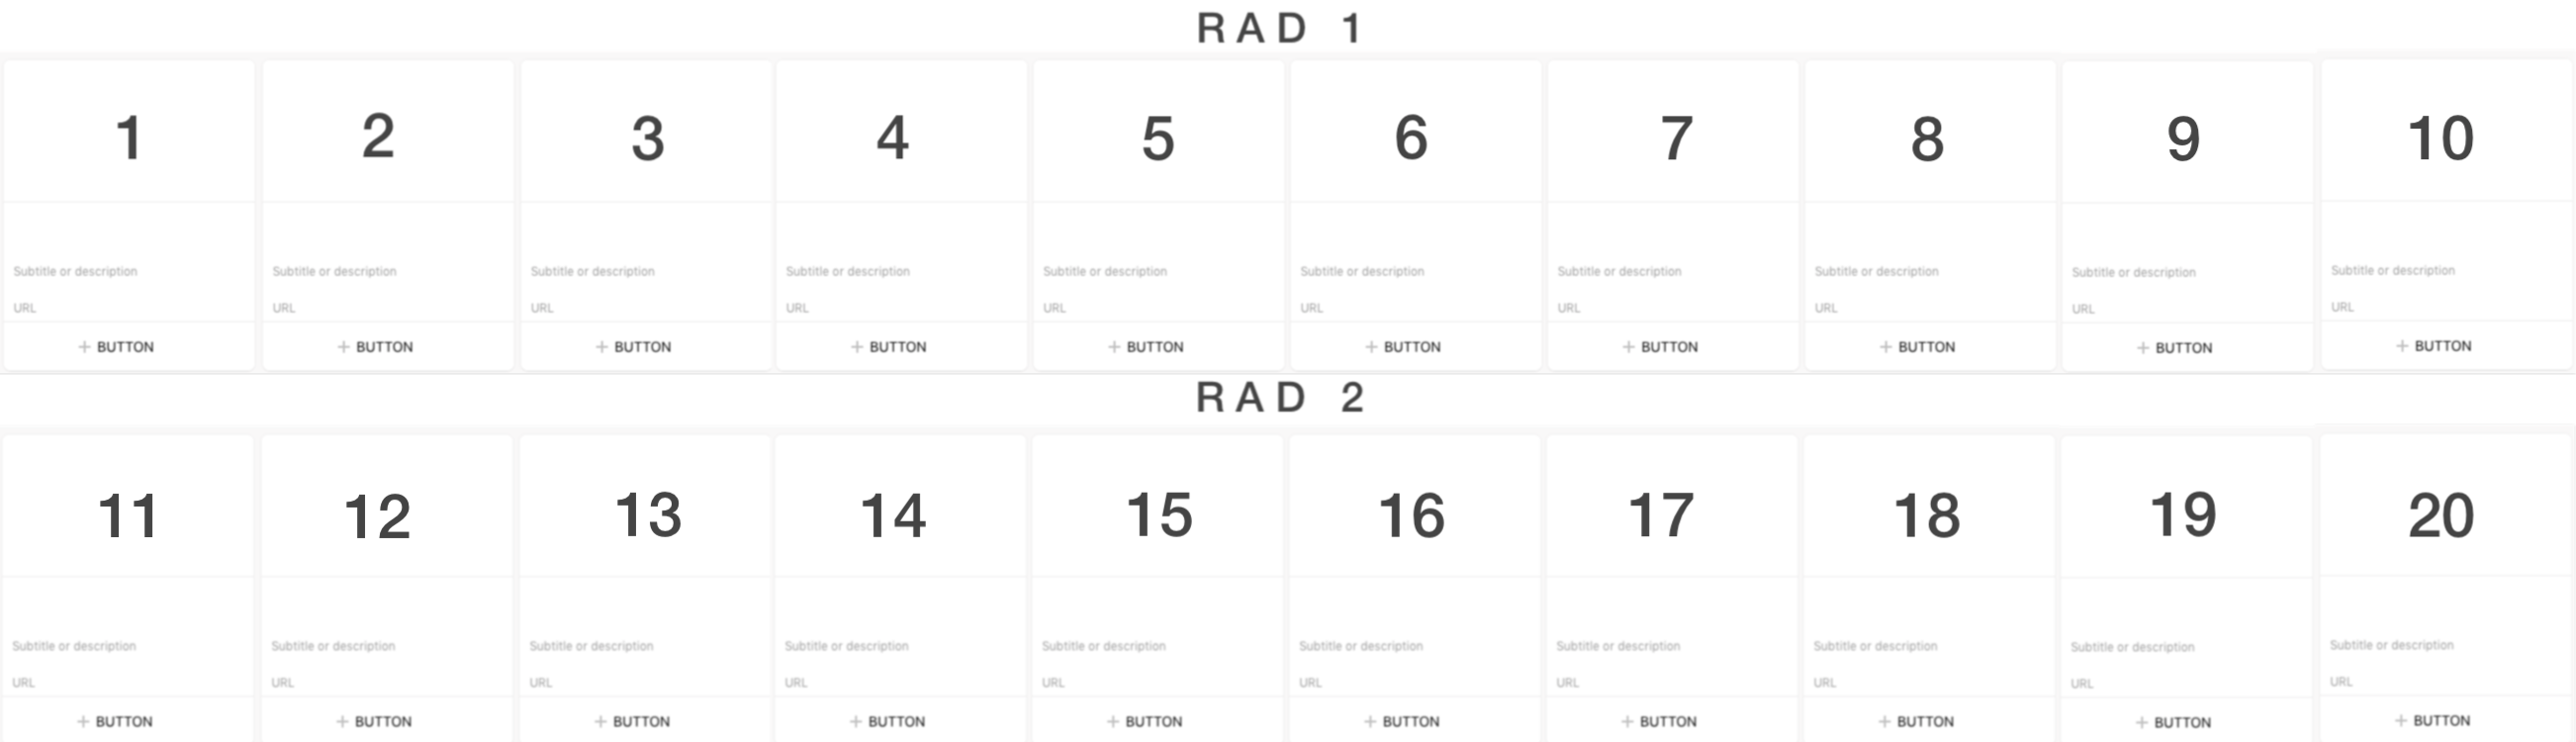 RAD 1
1 2 3 4 5 6 7 8 9 10
Subtitle or description Subtitle or description Subtitle or description Subtitle or description Subtitle or description Subtitle or description Subtitle or description Subtitle or description Subtitle or description Subtitle or description
URL URL URL URL URL URL URL URL URL URL
+ BUTTON + BUTTON + BUTTON + BUTTON + BUTTON + BUTTON + BUTTON + BUTTON + BUTTON + BUTTON
RAD 2
11 12 13 14 15 16 17 18 19 20
Subtitle or description Subtitle or description Subtitle or description Subtitle or description Subtitle or description Subtitle or description Subtitle or description Subtitle or description Subtitle or description Subtitle or description
URL URL URL URL URL URL URL URL URL URL
+ BUTTON + BUTTON + BUTTON + BUTTON + BUTTON + BUTTON + BUTTON + BUTTON + BUTTON + BUTTON